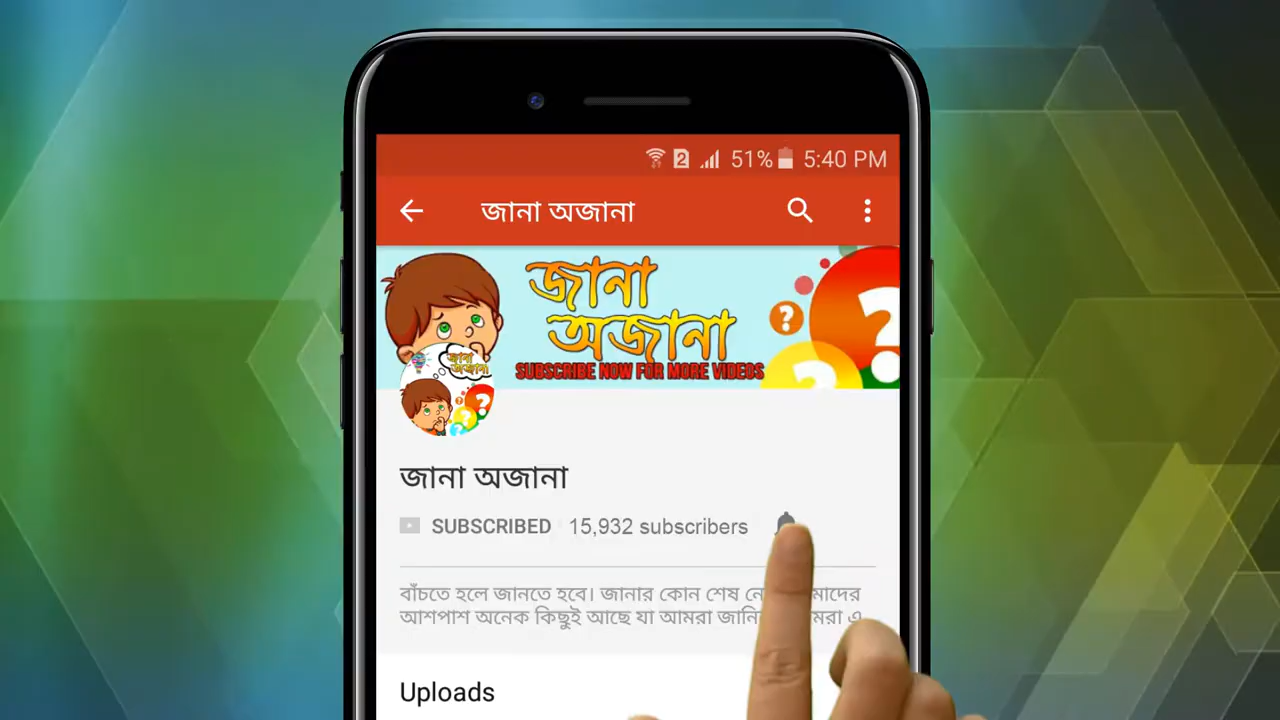 2 51% 5:40 PM
জানা অজানা
জানা
অজানা
SUBSCRIBE NOW FOR MORE VIDEOS
জানা
অজানা
জানা অজানা
SUBSCRIBED 15,932 subscribers
বাঁচতে হলে জানতে হবে। জানার কোন শেষ
আশপাশ অনেক কিছুই আছে যা আমরা এ
Uploads